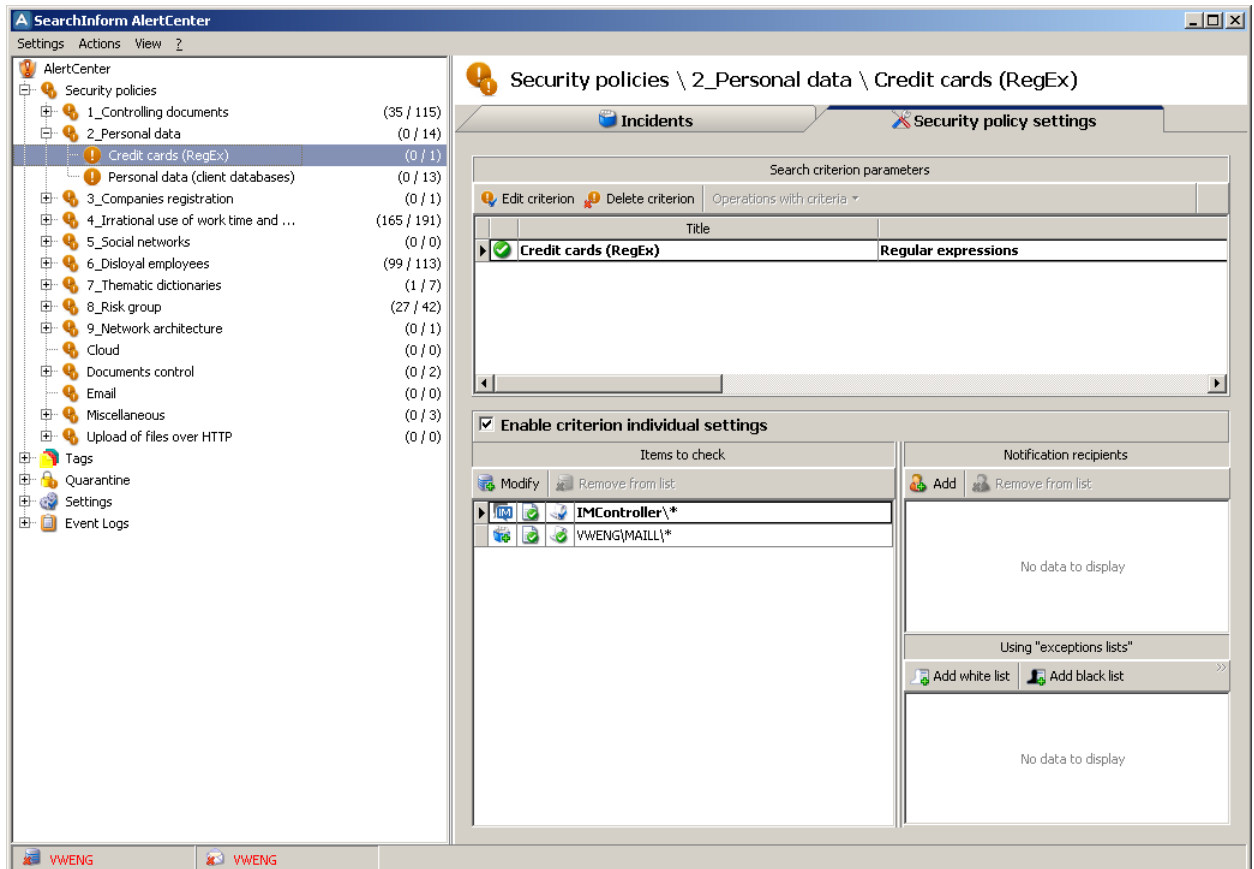 SearchInform AlertCenter
Settings Actions View ?
AlertCenter
Security policies
1_Controlling documents (35 / 115)
2_Personal data (0 / 14)
Credit cards (RegEx) (0 / 1)
Personal data (client databases) (0 / 13)
3_Companies registration (0 / 1)
4_Irrational use of work time and ... (165 / 191)
5_Social networks (0 / 0)
6_Disloyal employees (99 / 113)
7_Thematic dictionaries (1 / 7)
8_Risk group (27 / 42)
9_Network architecture (0 / 1)
Cloud (0 / 0)
Documents control (0 / 2)
Email (0 / 0)
Miscellaneous (0 / 3)
Upload of files over HTTP (0 / 0)
Tags
Quarantine
Settings
Event Logs
VWENG VWENG
Security policies \ 2_Personal data \ Credit cards (RegEx)
Incidents Security policy settings
Search criterion parameters
Edit criterion Delete criterion Operations with criteria
Title
Credit cards (RegEx) Regular expressions
Enable criterion individual settings
Items to check
Modify Remove from list
IM IMController\*
VWENG\MAILL\*
Notification recipients
Add Remove from list
No data to display
Using "exceptions lists"
Add white list Add black list
No data to display